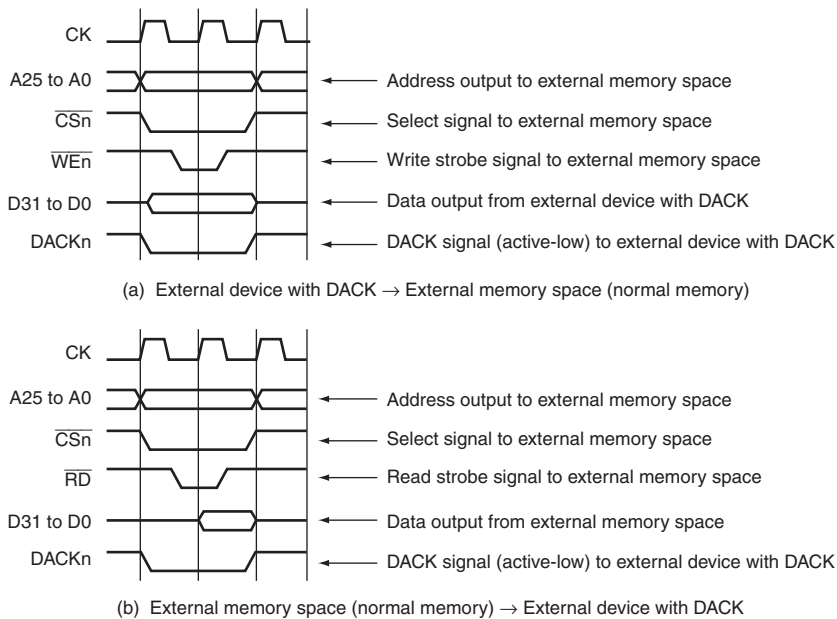 CK
A25 to A0 Address output to external memory space
CSn Select signal to external memory space
WEn Write strobe signal to external memory space
D31 to D0 Data output from external device with DACK
DACKn DACK signal (active-low) to external device with DACK
(a) External device with DACK → External memory space (normal memory)
CK
A25 to A0 Address output to external memory space
CSn Select signal to external memory space
RD Read strobe signal to external memory space
D31 to D0 Data output from external memory space
DACKn DACK signal (active-low) to external device with DACK
(b) External memory space (normal memory) → External device with DACK